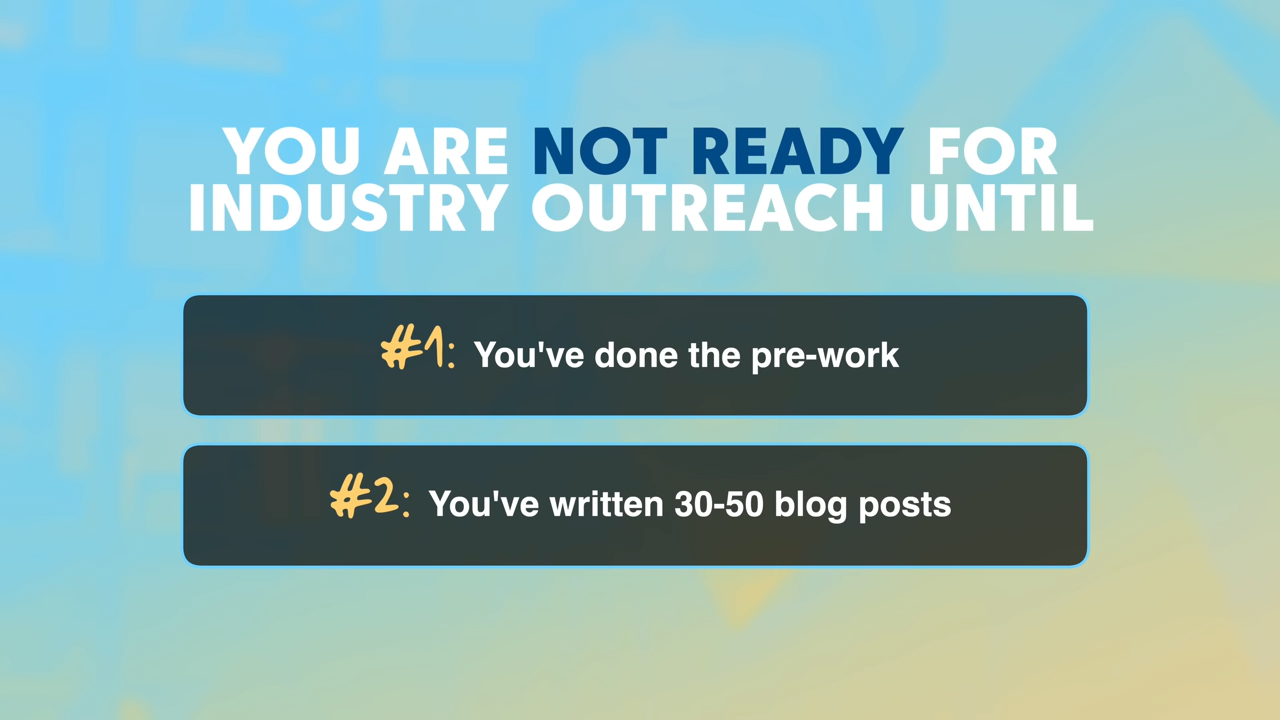 YOU ARE NOT READY FOR
INDUSTRY OUTREACH UNTIL
#1: You've done the pre-work
#2: You've written 30-50 blog posts